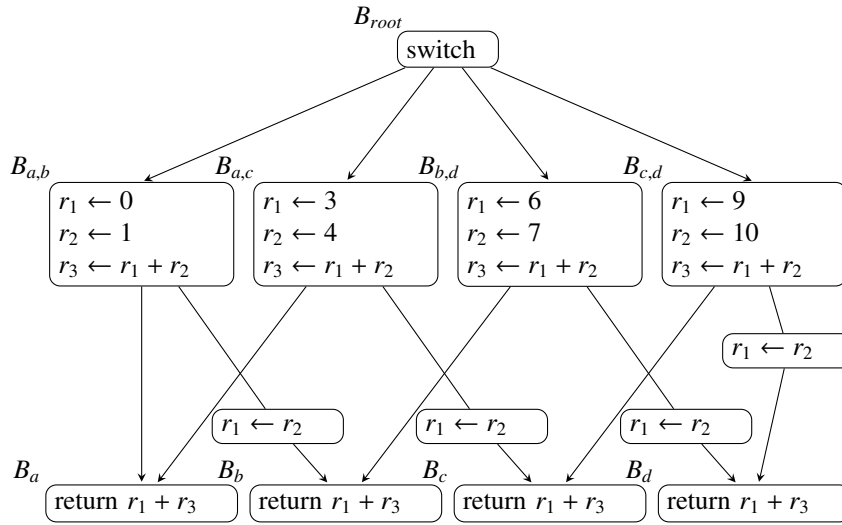 B_root
switch
B_a,b
r_1 ← 0
r_2 ← 1
r_3 ← r_1 + r_2
B_a,c
r_1 ← 3
r_2 ← 4
r_3 ← r_1 + r_2
B_b,d
r_1 ← 6
r_2 ← 7
r_3 ← r_1 + r_2
B_c,d
r_1 ← 9
r_2 ← 10
r_3 ← r_1 + r_2
r_1 ← r_2
r_1 ← r_2
r_1 ← r_2
r_1 ← r_2
B_a
return r_1 + r_3
B_b
return r_1 + r_3
B_c
return r_1 + r_3
B_d
return r_1 + r_3